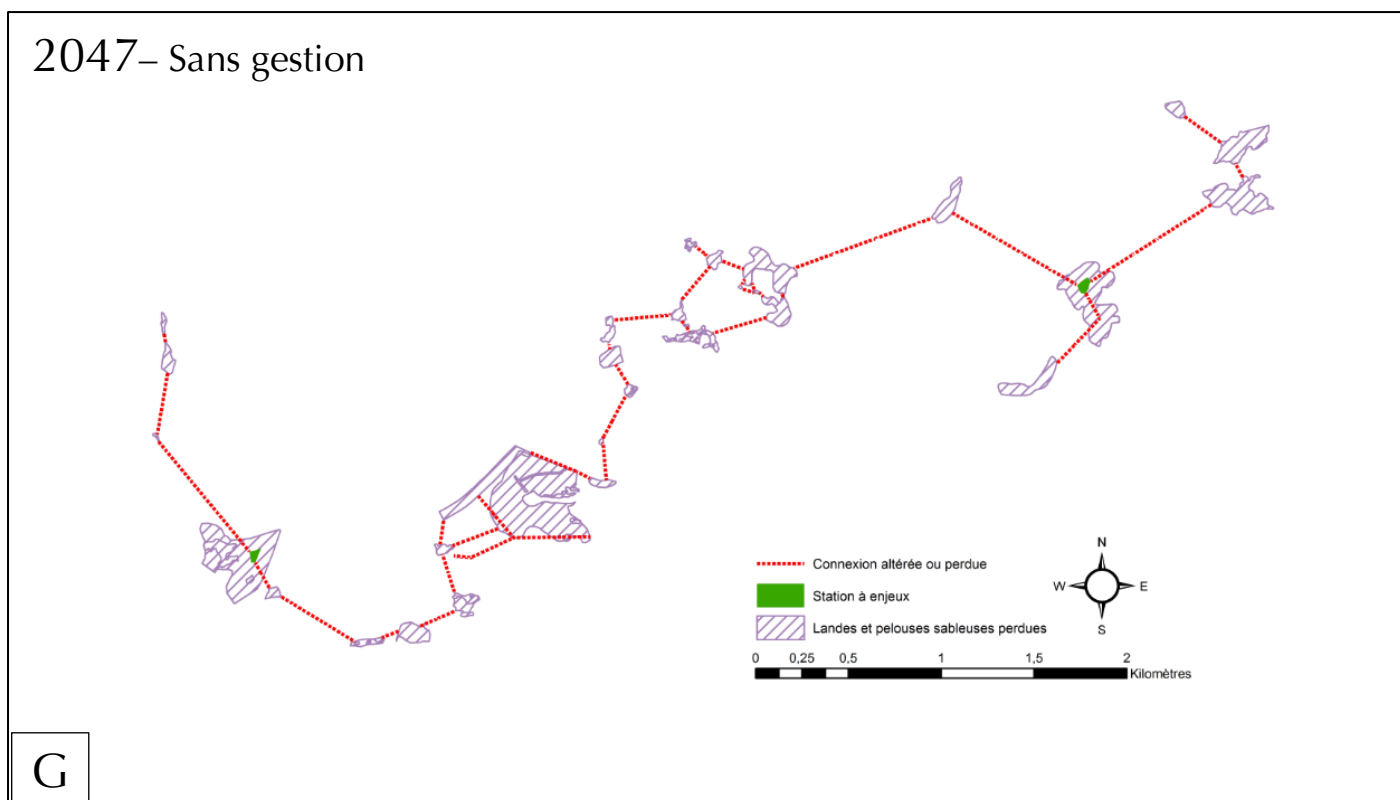 2047– Sans gestion
Connexion altérée ou perdue
Station à enjeux
Landes et pelouses sableuses perdues
N
W E
S
0 0,25 0,5 1 1,5 2
Kilomètres
G